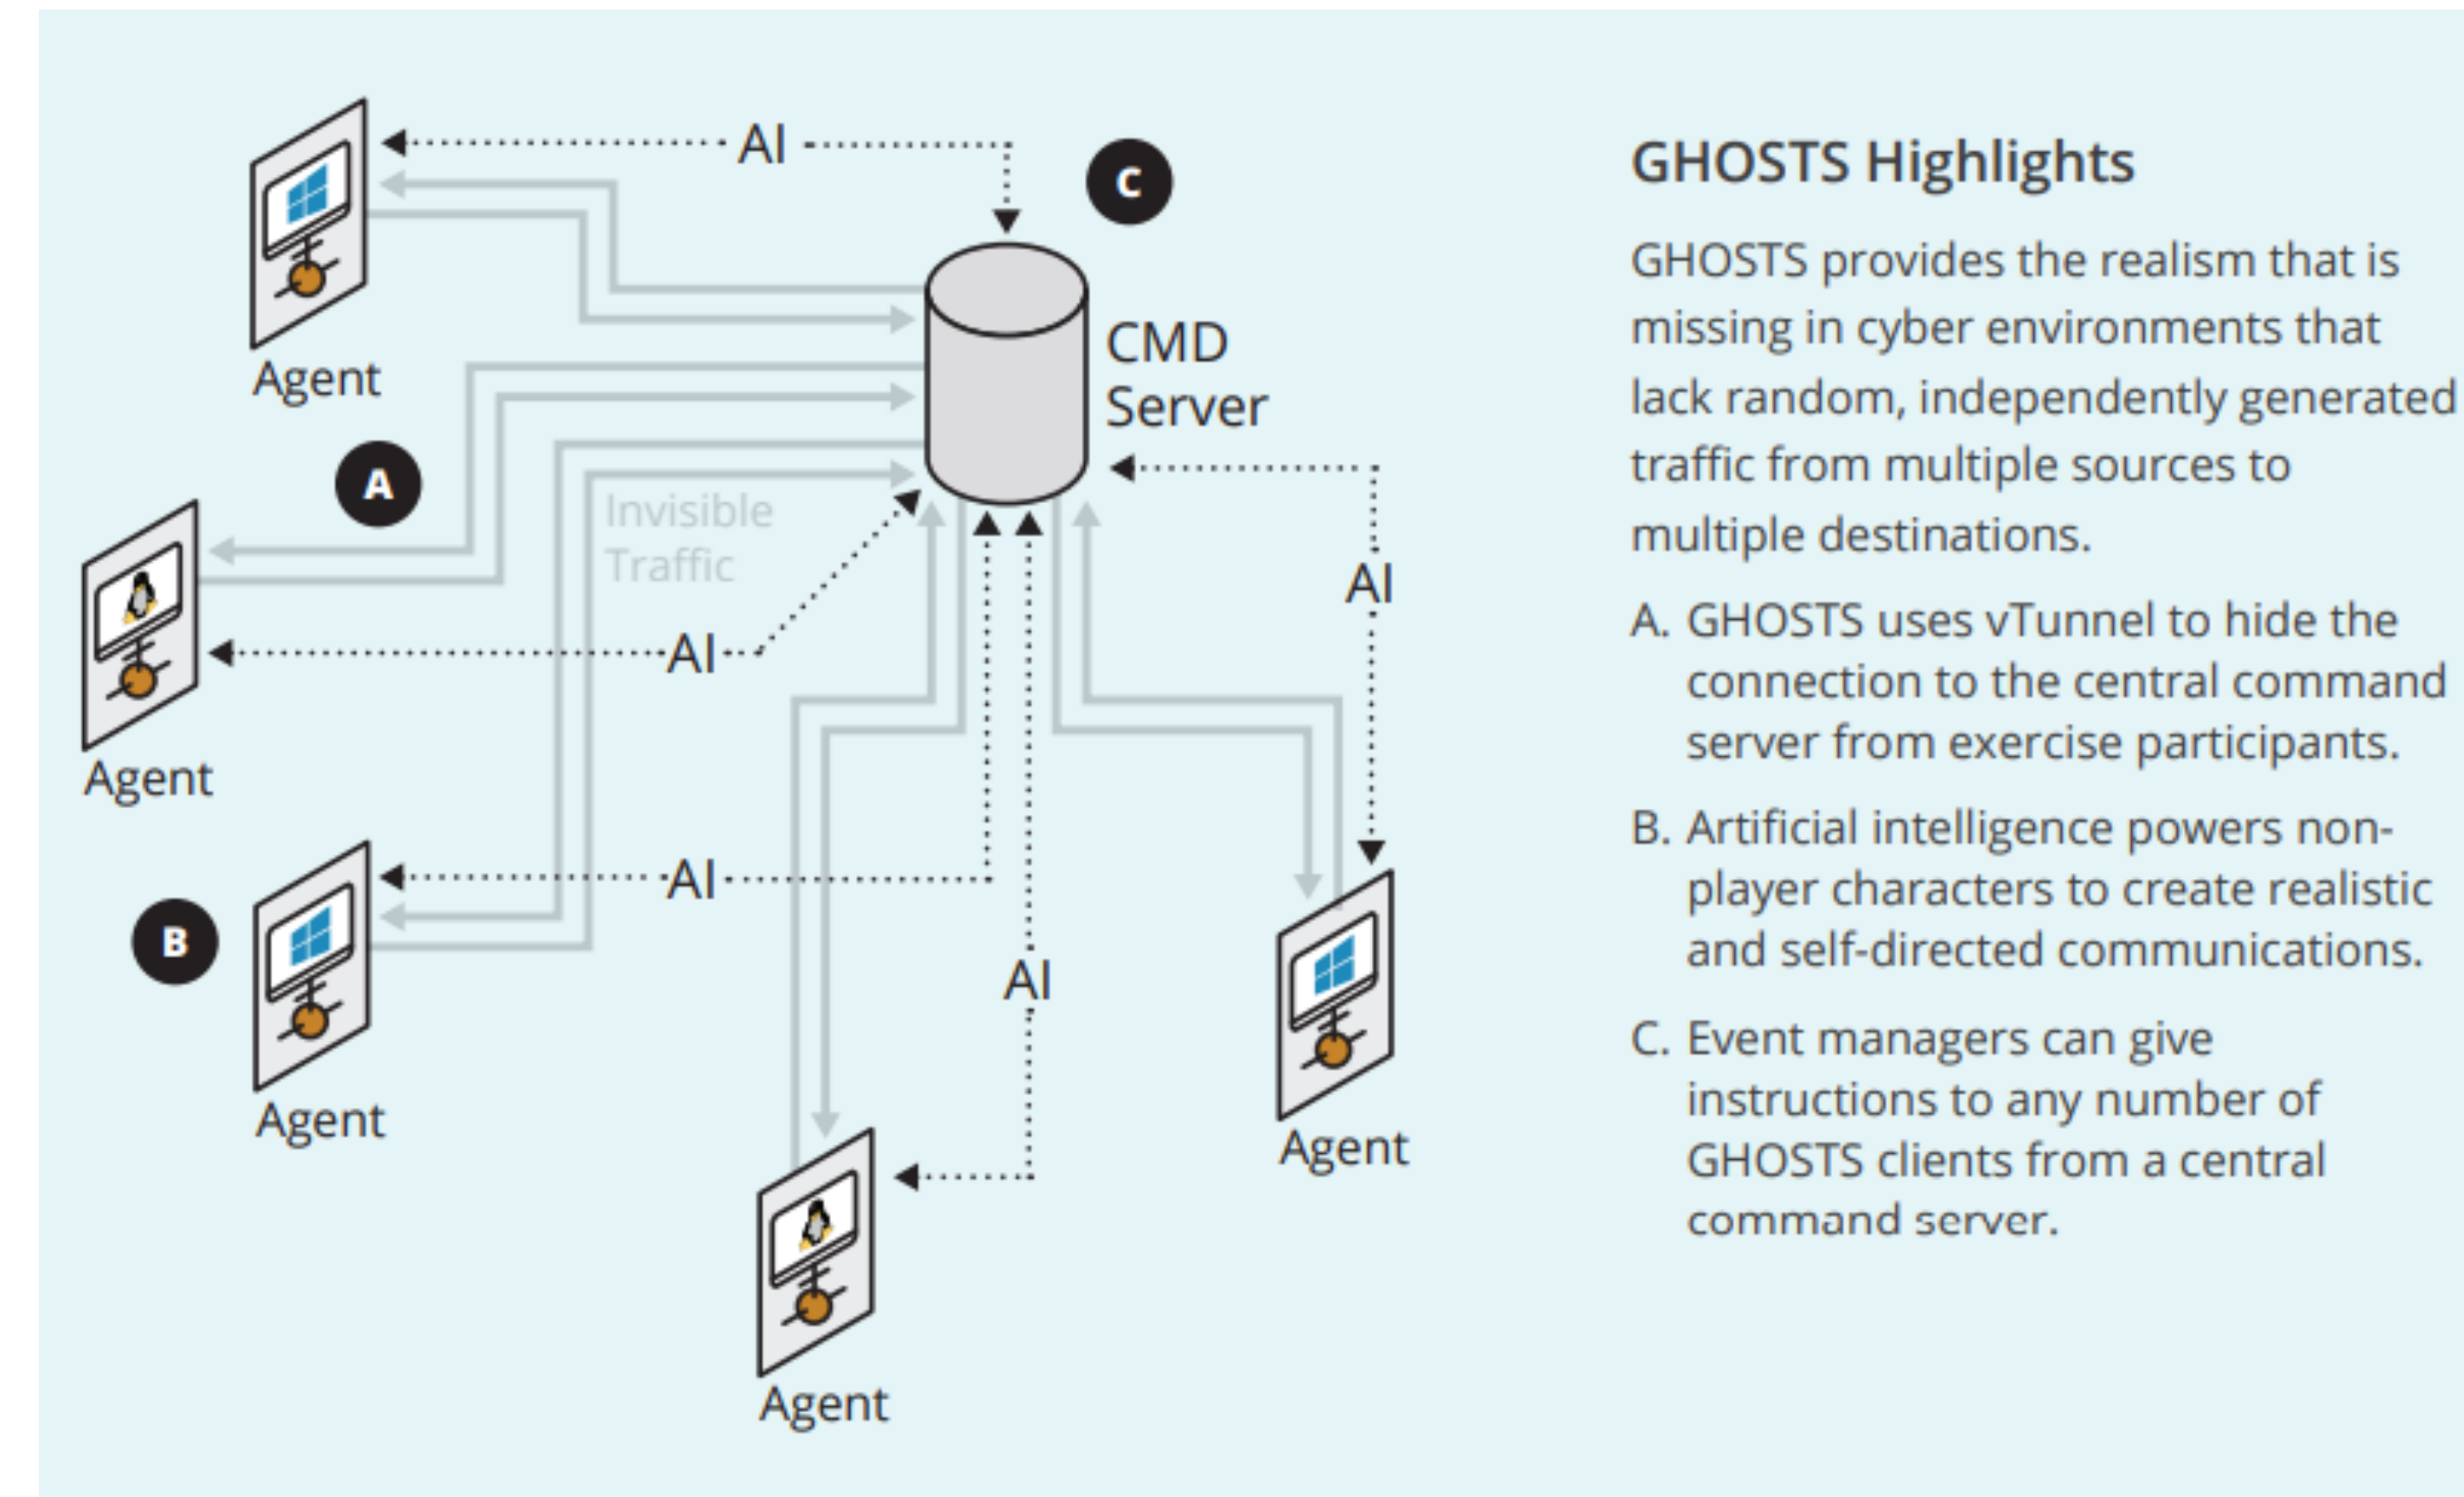 AI
C
Agent
CMD
Server
A
Invisible
Traffic
AI
AI
Agent
AI
B
Agent
AI
Agent
Agent
GHOSTS Highlights
GHOSTS provides the realism that is
missing in cyber environments that
lack random, independently generated
traffic from multiple sources to
multiple destinations.
A. GHOSTS uses vTunnel to hide the
connection to the central command
server from exercise participants.
B. Artificial intelligence powers non-
player characters to create realistic
and self-directed communications.
C. Event managers can give
instructions to any number of
GHOSTS clients from a central
command server.